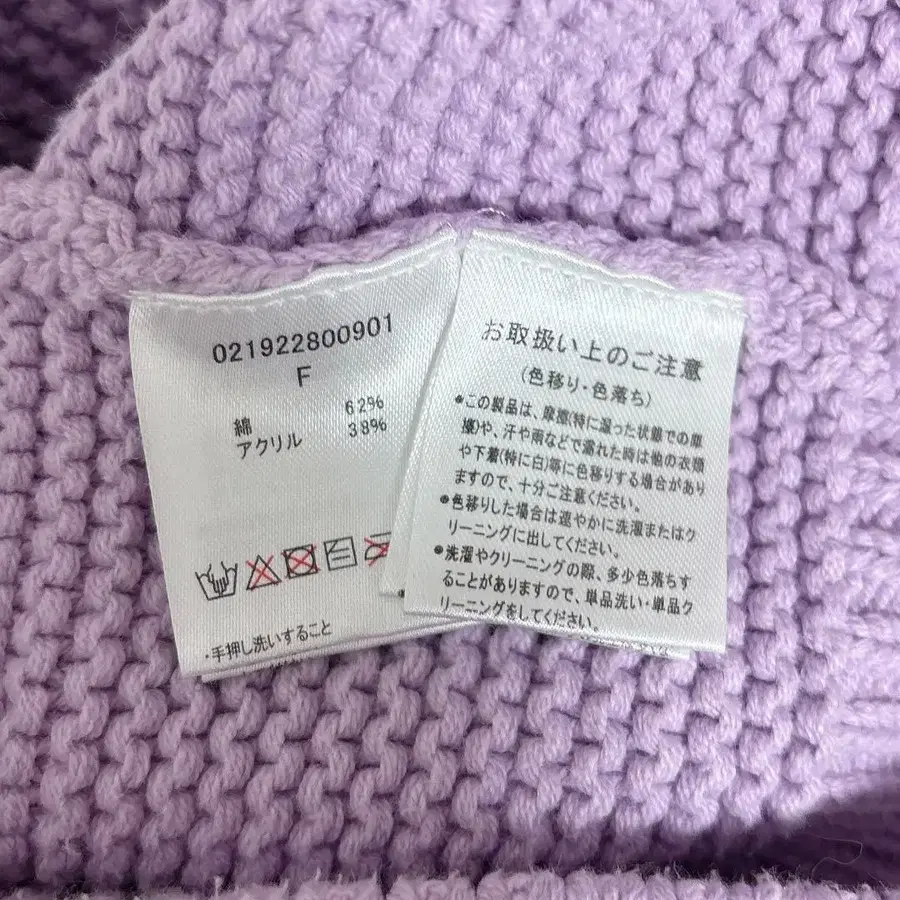 021922800901
F
綿 62%
アクリル 38%
・手押し洗いすること
お取扱い上のご注意
(色移り・色落ち)
●この製品は、摩擦(特に湿った状態での摩
擦)や、汗や雨などで濡れた時は他の衣類
や下着(特に白)等に色移りする場合があり
ますので、十分ご注意ください。
●色移りした場合は速やかに洗濯またはク
リーニングに出してください。
●洗濯やクリーニングの際、多少色落ちす
ることがありますので、単品洗い・単品ク
リーニングをしてください。